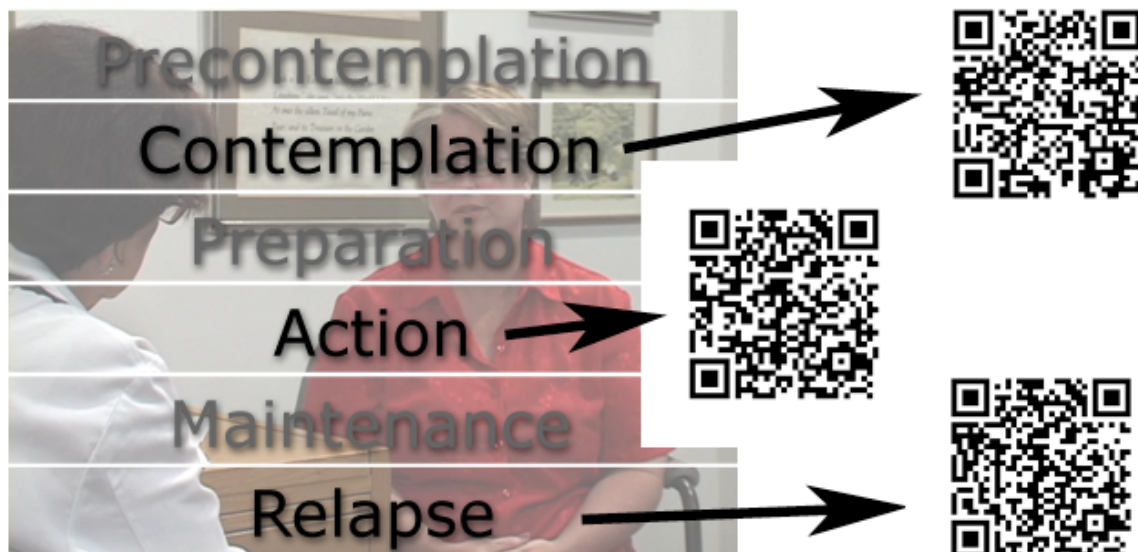 Precontemplation
Contemplation
Preparation
Action
Maintenance
Relapse